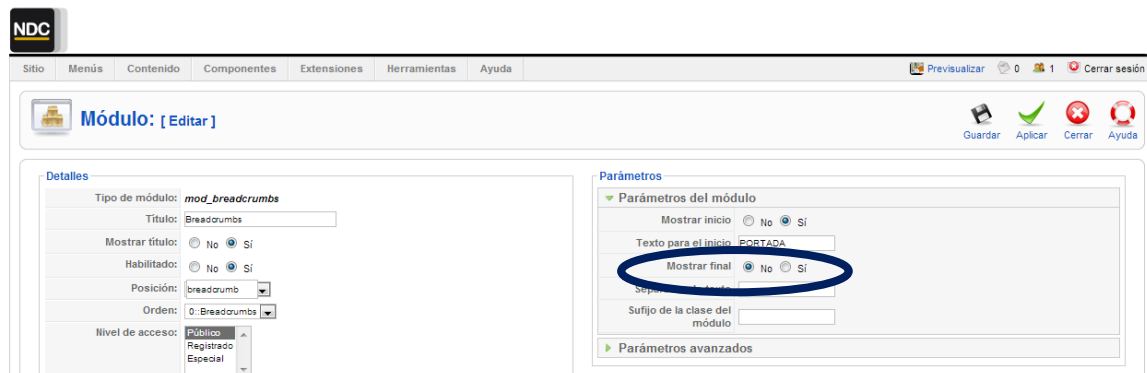 NDC
Sitio Menús Contenido Componentes Extensiones Herramientas Ayuda Previsualizar 0 1 Cerrar sesión
Módulo: [ Editar ]
Guardar Aplicar Cerrar Ayuda
Detalles
Tipo de módulo: mod_breadcrumbs
Título: Breadcrumbs
Mostrar título: No Sí
Habilitado: No Sí
Posición: breadcrumb
Orden: 0::Breadcrumbs
Nivel de acceso: Público
Registrado
Especial
Parámetros
Parámetros del módulo
Mostrar inicio No Sí
Texto para el inicio PORTADA
Mostrar final No Sí
Sufijo de la clase del
módulo
Parámetros avanzados